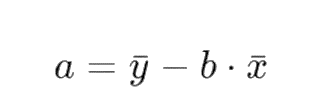 a = ȳ − b · x̄